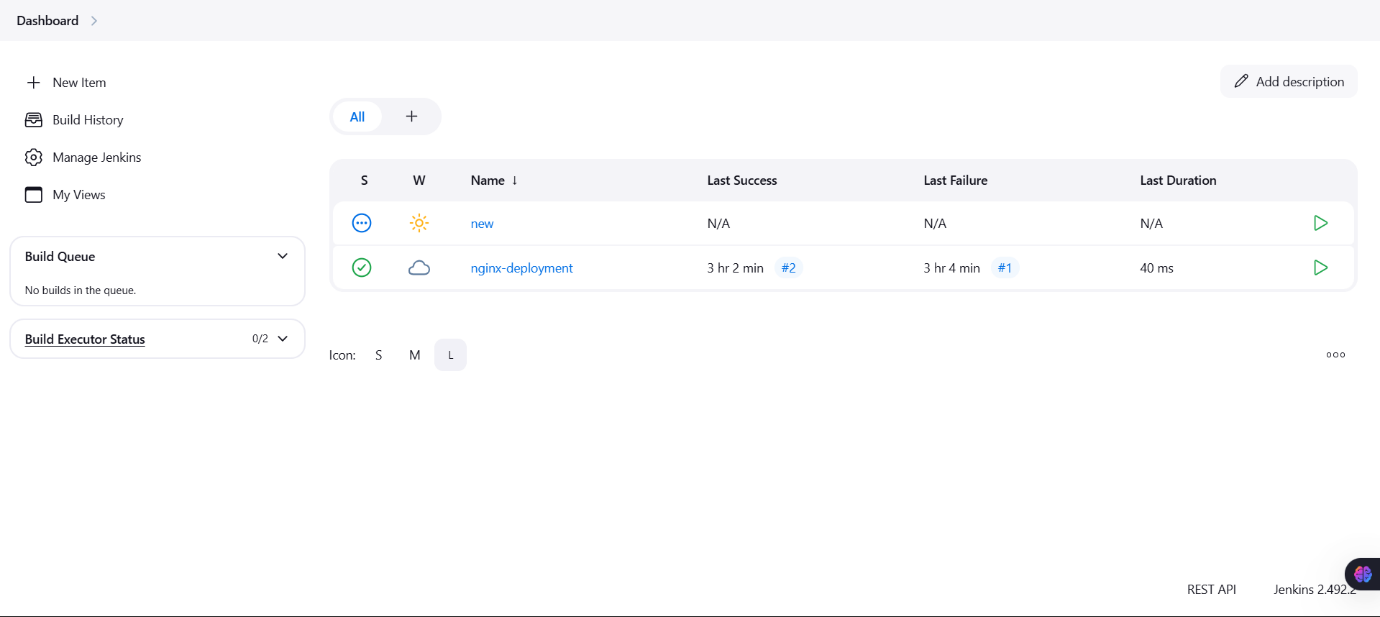 Dashboard
New Item
Build History
Manage Jenkins
My Views
Build Queue
No builds in the queue.
Build Executor Status 0/2
Add description
All
S W Name ↓ Last Success Last Failure Last Duration
new N/A N/A N/A
nginx-deployment 3 hr 2 min #2 3 hr 4 min #1 40 ms
Icon: S M L
REST API Jenkins 2.492.2